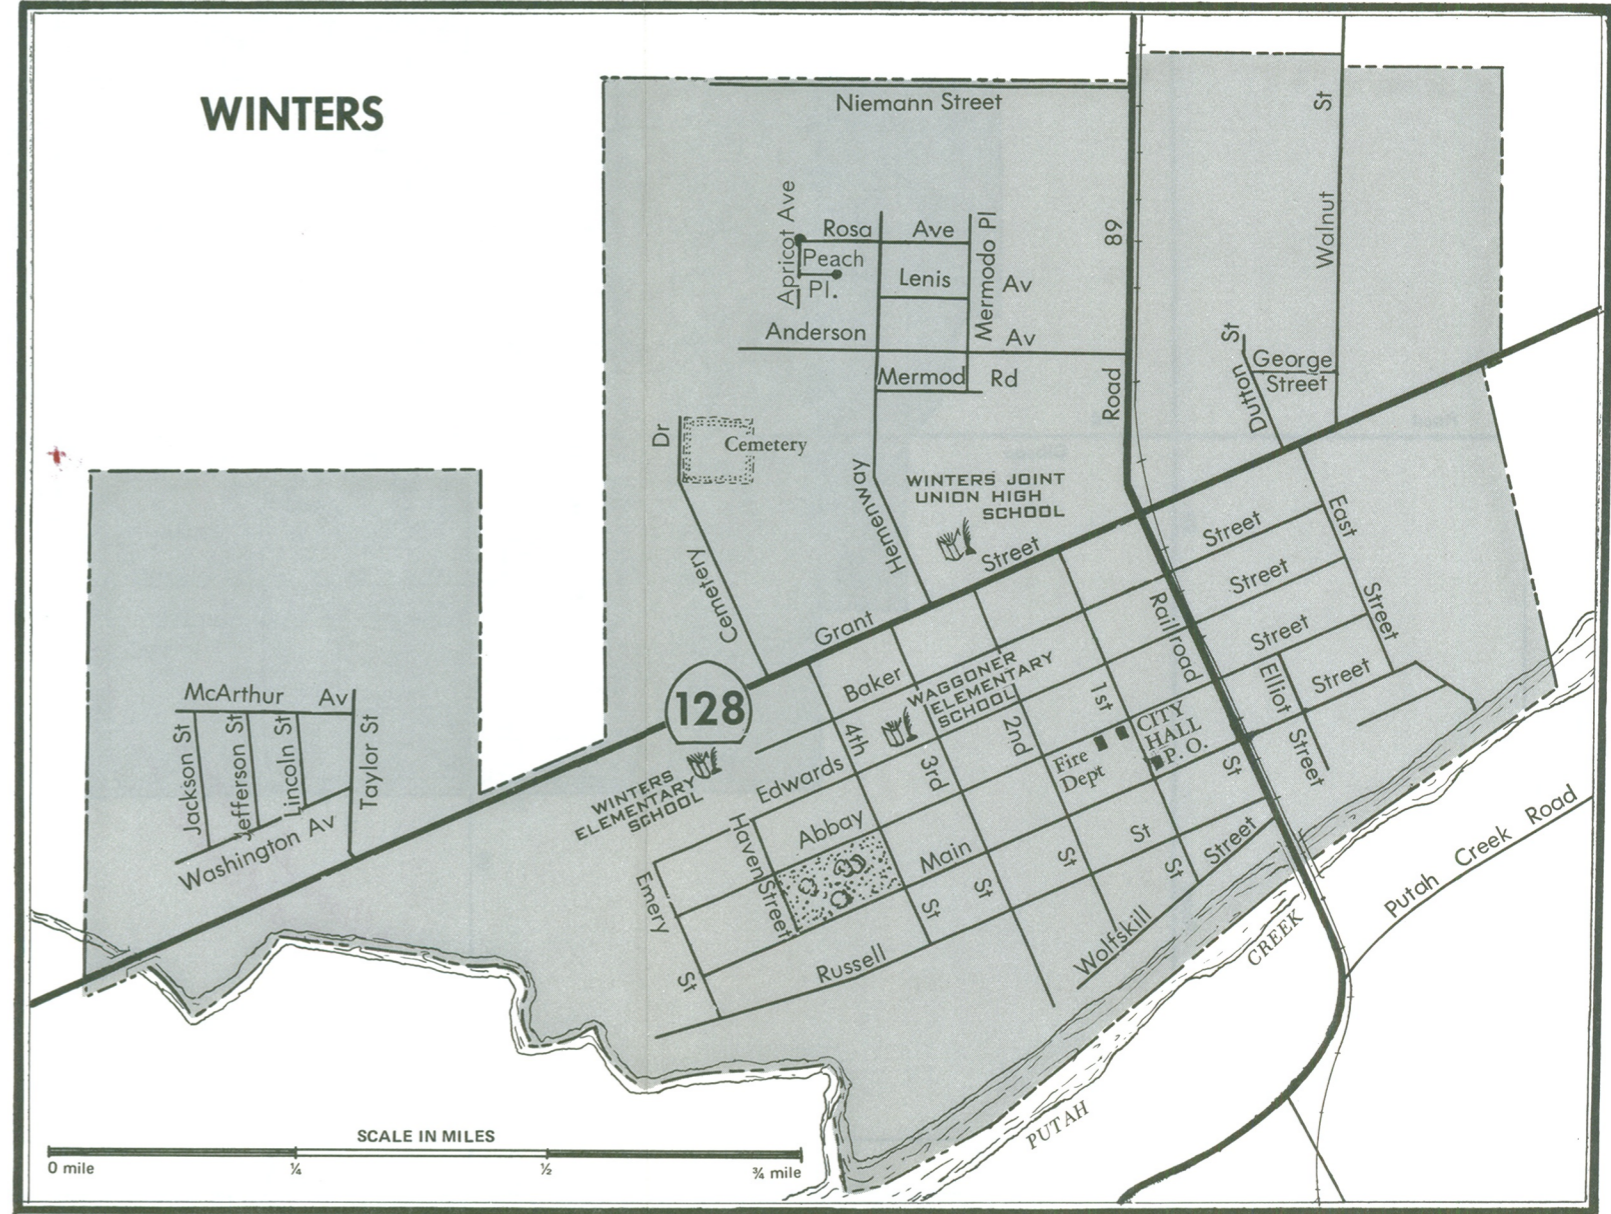 WINTERS
Niemann Street
Walnut St
Road 89
Apricot Ave
Rosa Ave
Peach
Pl.
Lenis Av
Mermodo Pl
Anderson Av
Mermod Rd
Dutton St
George
Street
Cemetery Dr
Cemetery
Hemenway
WINTERS JOINT
UNION HIGH
SCHOOL
Grant Street
East Street
Railroad St
128
WINTERS
ELEMENTARY
SCHOOL
WAGGONER
ELEMENTARY
SCHOOL
Baker Street
Edwards Street
Abbay Street
Main Street
Russell St
4th St
3rd St
2nd St
1st St
CITY
HALL
P.O.
Fire
Dept
Elliot Street
Haven Street
Emery St
Wolfskill Street
McArthur Av
Jackson St
Jefferson St
Lincoln St
Taylor St
Washington Av
Putah Creek Road
PUTAH CREEK
SCALE IN MILES
0 mile ¼ ½ ¾ mile